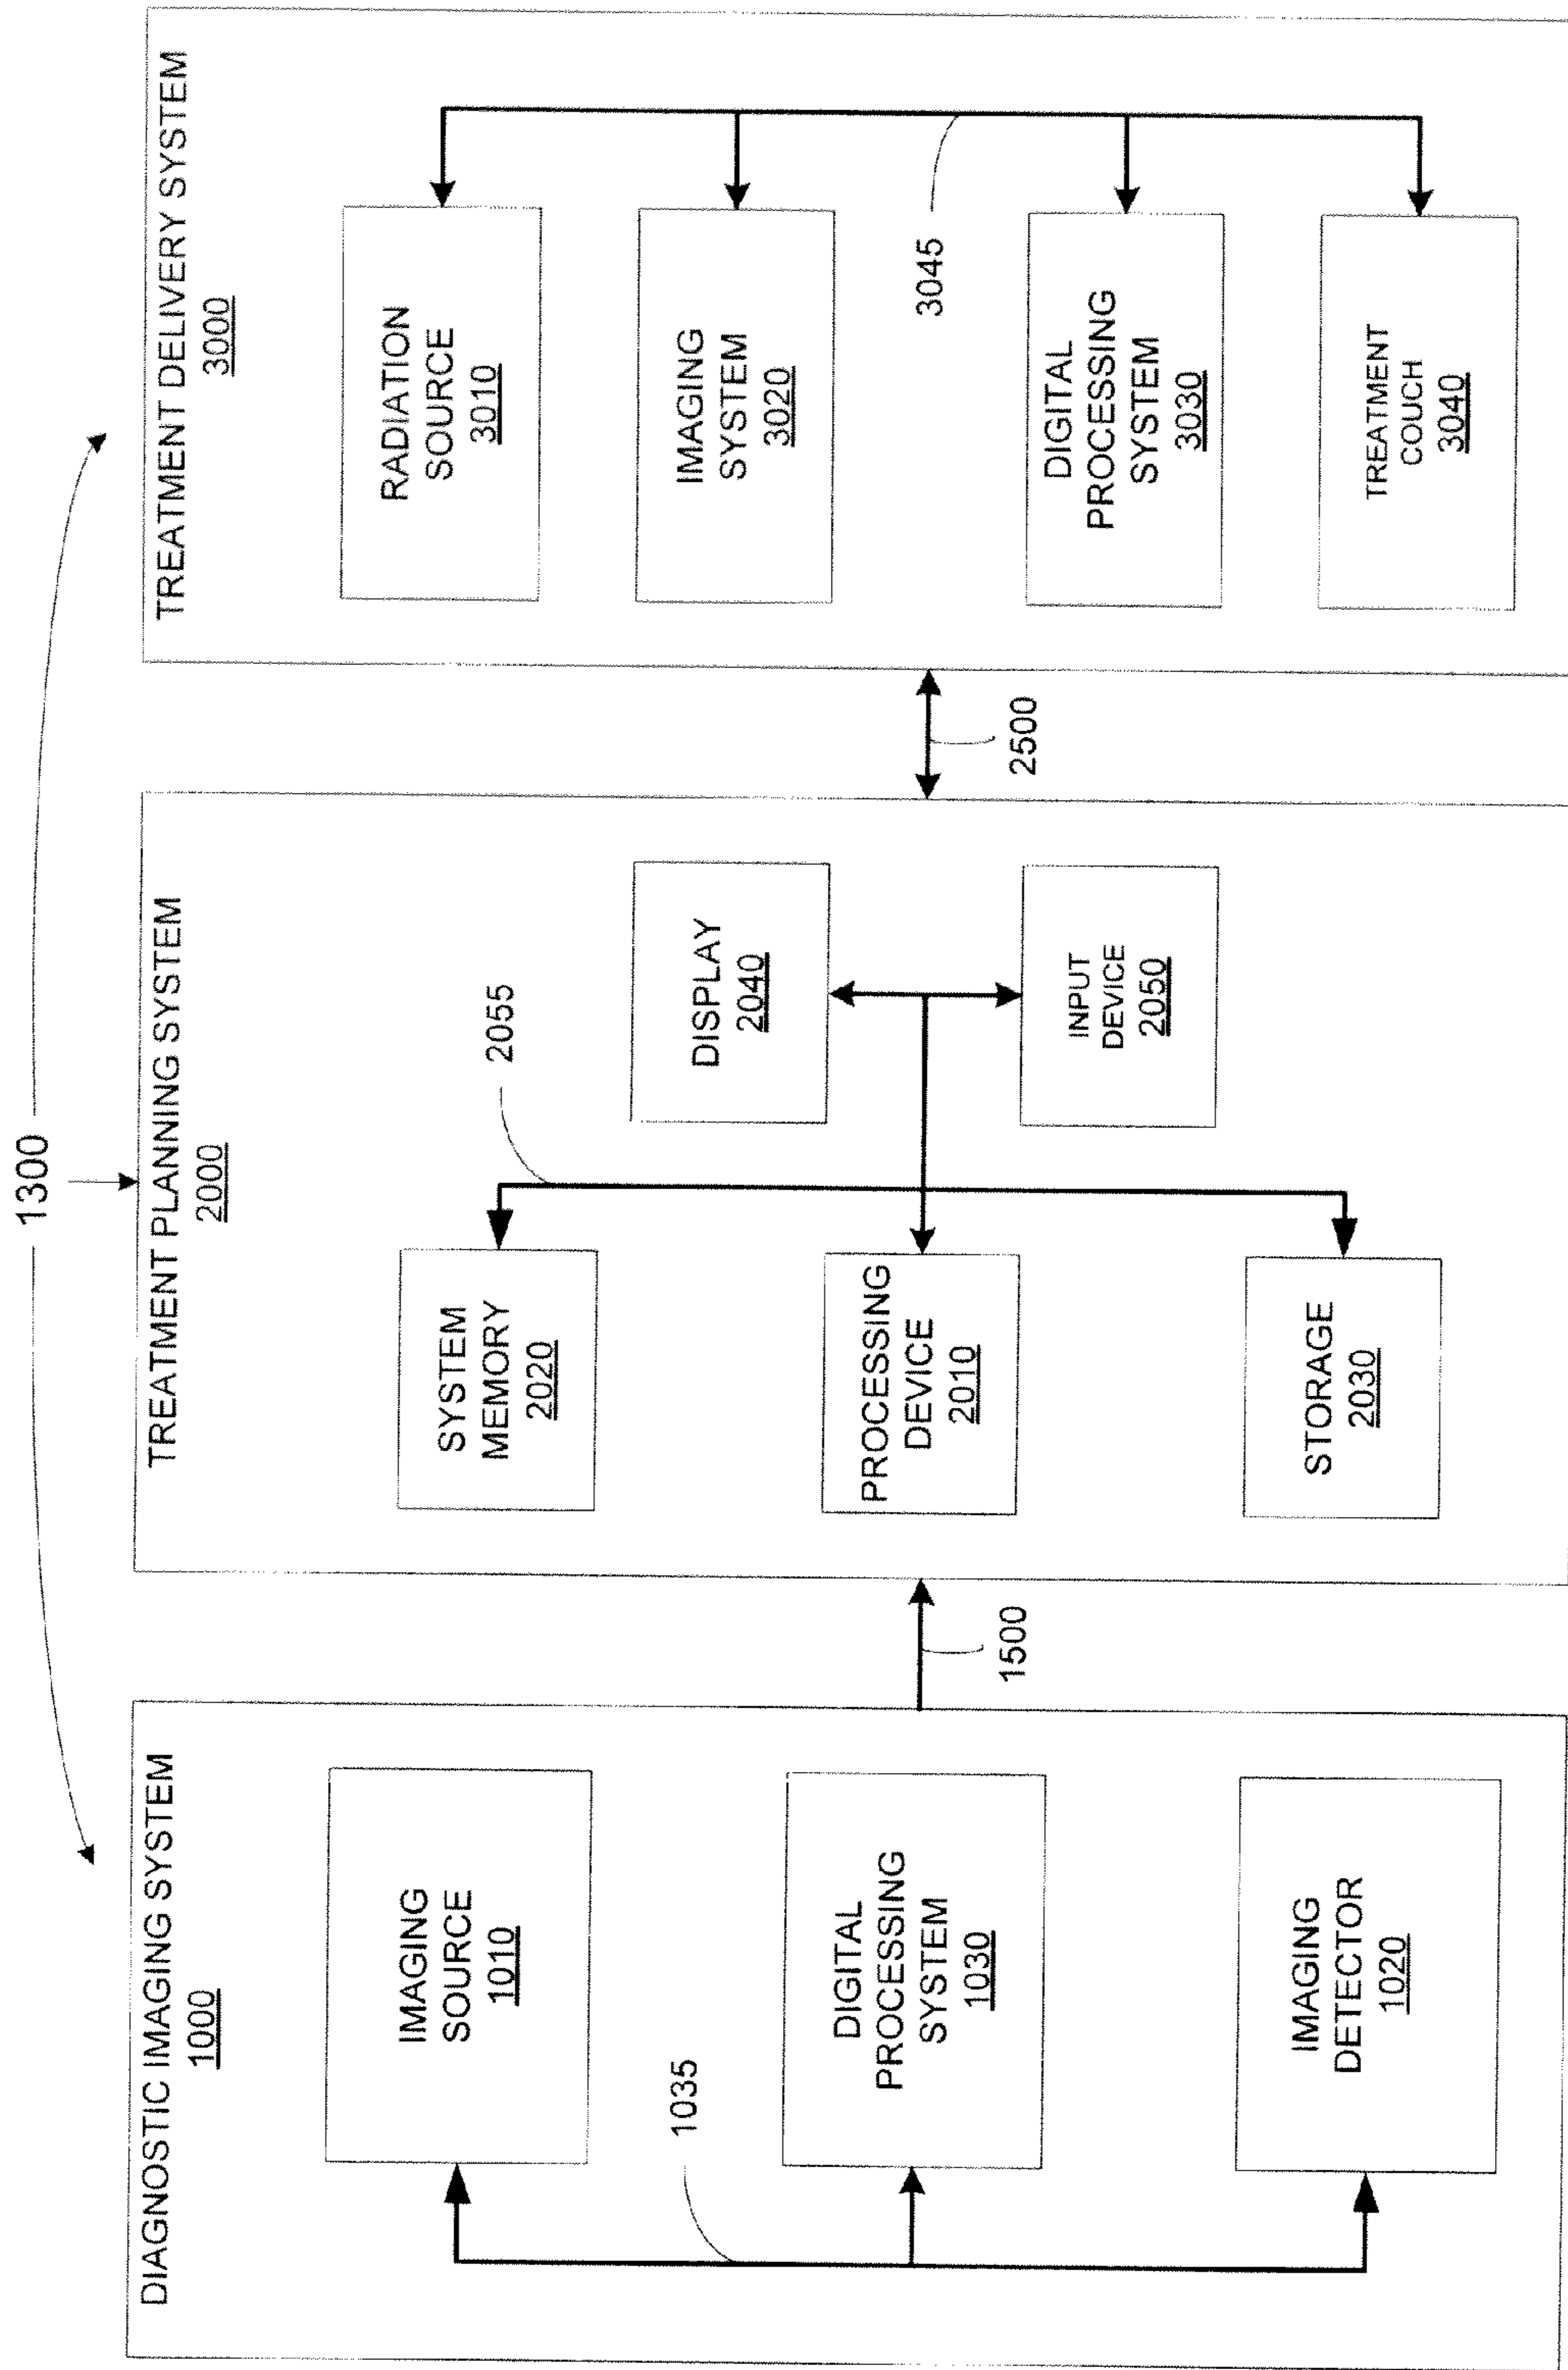 1300
DIAGNOSTIC IMAGING SYSTEM
1000
IMAGING
SOURCE
1010
1035
DIGITAL
PROCESSING
SYSTEM
1030
IMAGING
DETECTOR
1020
1500
TREATMENT PLANNING SYSTEM
2000
2055
SYSTEM
MEMORY
2020
DISPLAY
2040
PROCESSING
DEVICE
2010
INPUT
DEVICE
2050
STORAGE
2030
2500
TREATMENT DELIVERY SYSTEM
3000
RADIATION
SOURCE
3010
IMAGING
SYSTEM
3020
3045
DIGITAL
PROCESSING
SYSTEM
3030
TREATMENT
COUCH
3040